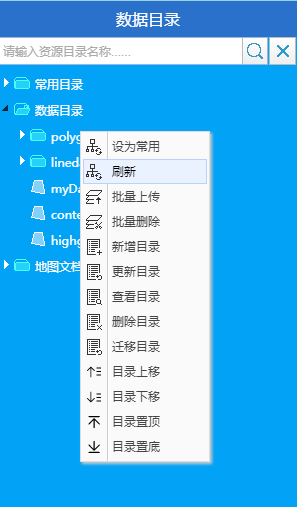 数据目录
请输入资源目录名称......
常用目录
数据目录
polyg
lineda
myDa
conte
highg
地图文档
设为常用
刷新
批量上传
批量删除
新增目录
更新目录
查看目录
删除目录
迁移目录
目录上移
目录下移
目录置顶
目录置底